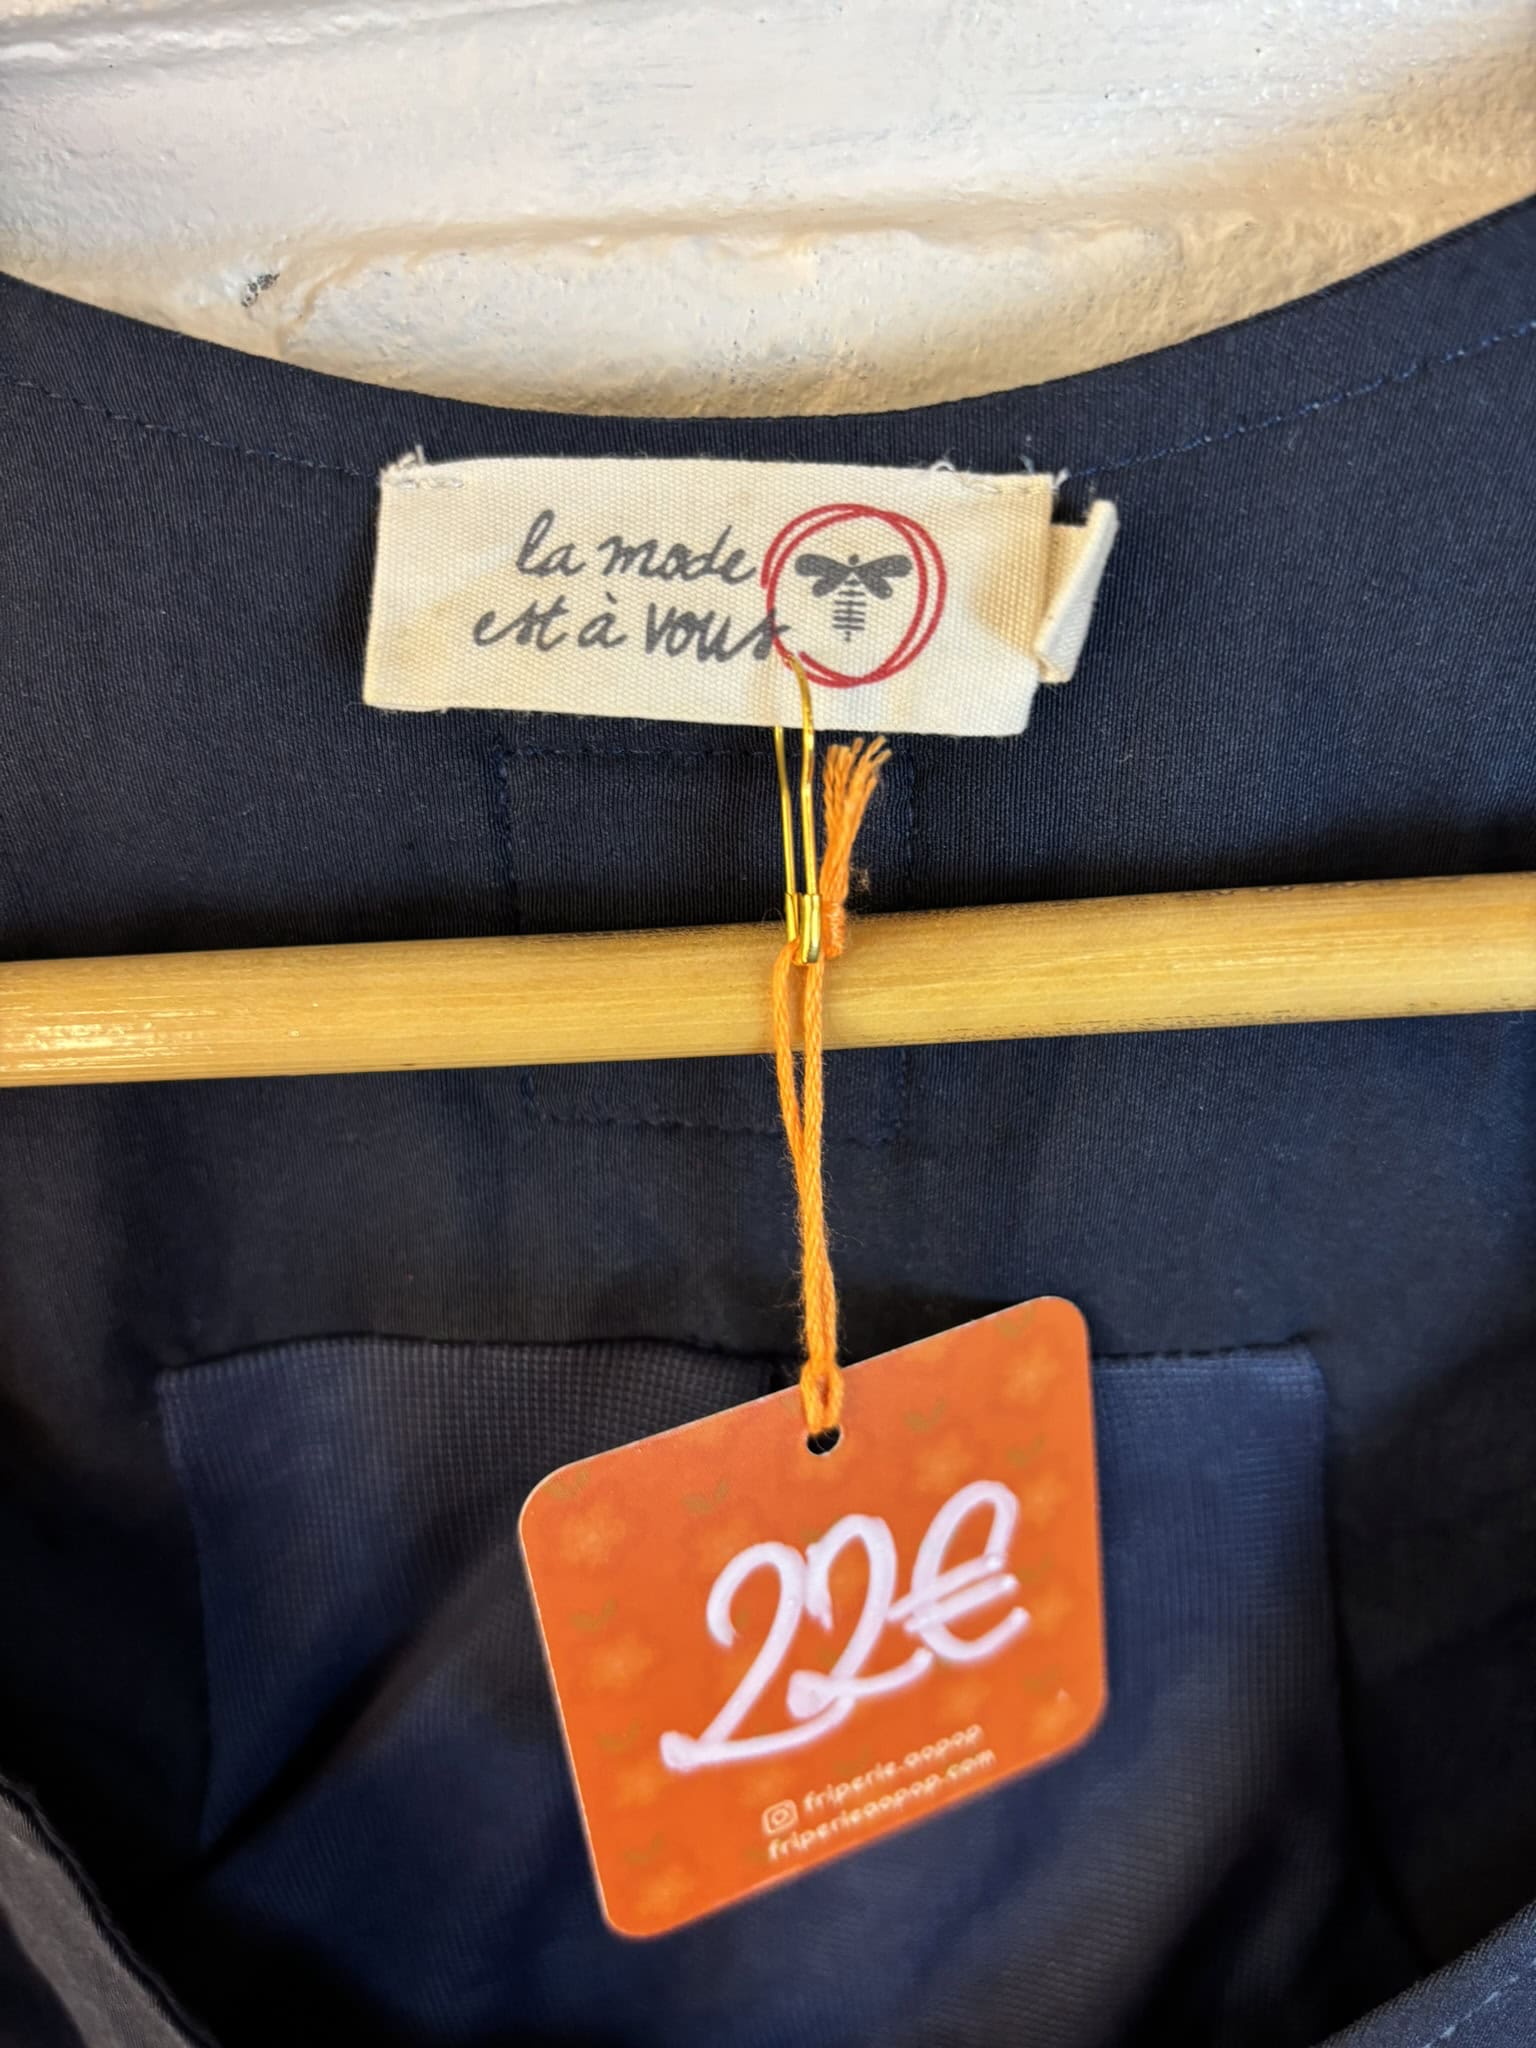 la mode
est à vous
22€
friperie.aopop
friperieaopop.com